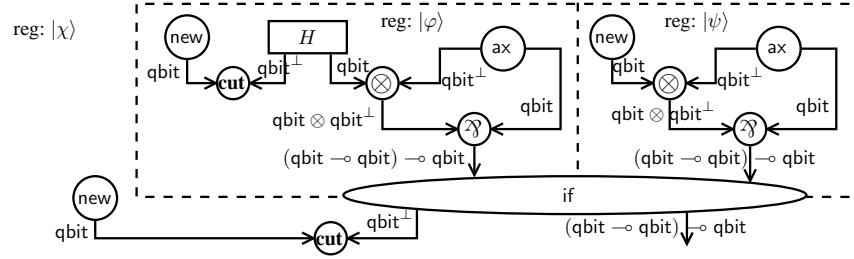 reg: |χ⟩
new
H
reg: |φ⟩
ax
new
reg: |ψ⟩
ax
qbit
cut
qbit⊥
qbit
⊗
qbit⊥
qbit
⊗
qbit⊥
qbit ⊗ qbit⊥
qbit
qbit ⊗ qbit⊥
qbit
⅋
⅋
(qbit ⊸ qbit) ⊸ qbit
(qbit ⊸ qbit) ⊸ qbit
new
if
qbit
cut
qbit⊥
(qbit ⊸ qbit) ⊸ qbit